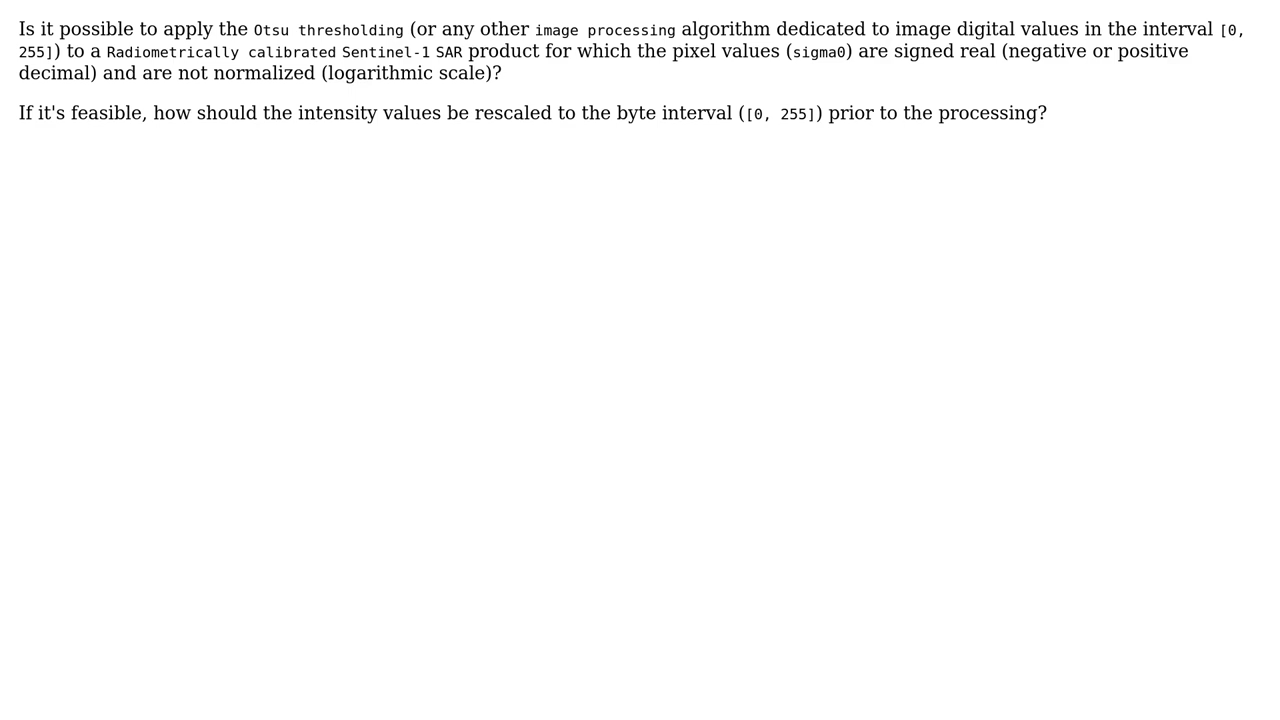 Is it possible to apply the Otsu thresholding (or any other image processing algorithm dedicated to image digital values in the interval [0,
255]) to a Radiometrically calibrated Sentinel-1 SAR product for which the pixel values (sigma0) are signed real (negative or positive
decimal) and are not normalized (logarithmic scale)?
If it's feasible, how should the intensity values be rescaled to the byte interval ([0, 255]) prior to the processing?